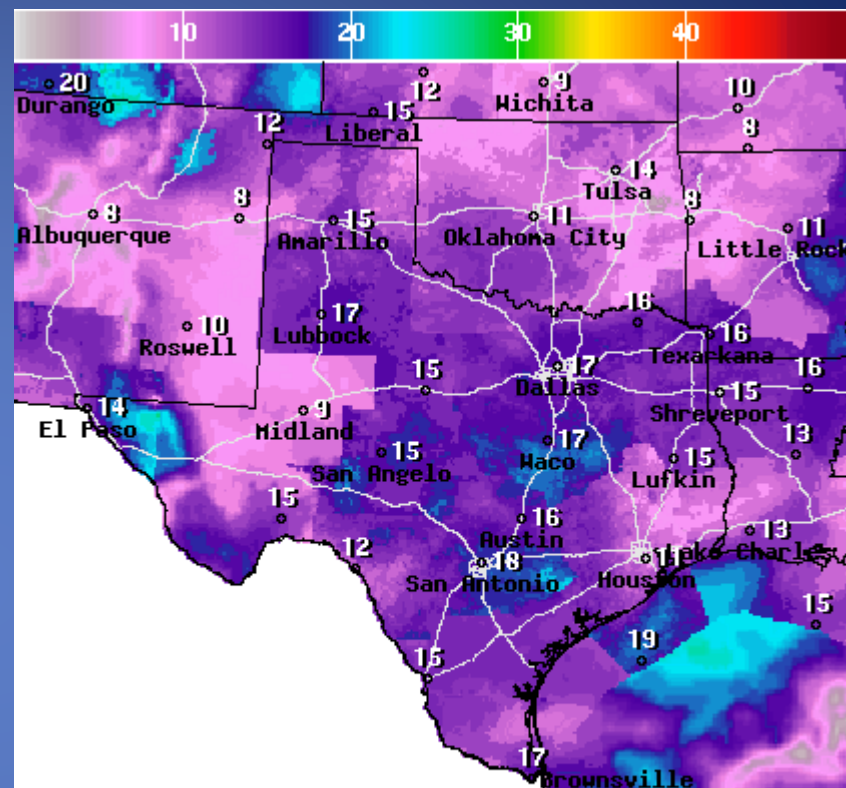 10 20 30 40
20 Durango
12
9 Wichita
10
15 Liberal
12
8
14 Tulsa
8 Albuquerque
8
15 Amarillo
11 Oklahoma City
8
11 Little Rock
10 Roswell
17 Lubbock
16
16 Texarkana
17 Dallas
15
15 Shreveport
16
14 El Paso
9 Midland
15 San Angelo
17 Waco
15 Lufkin
13
15
16 Austin
13 Lake Charle
12
18 San Antonio
11 Houston
15
19
15
17 Brownsville